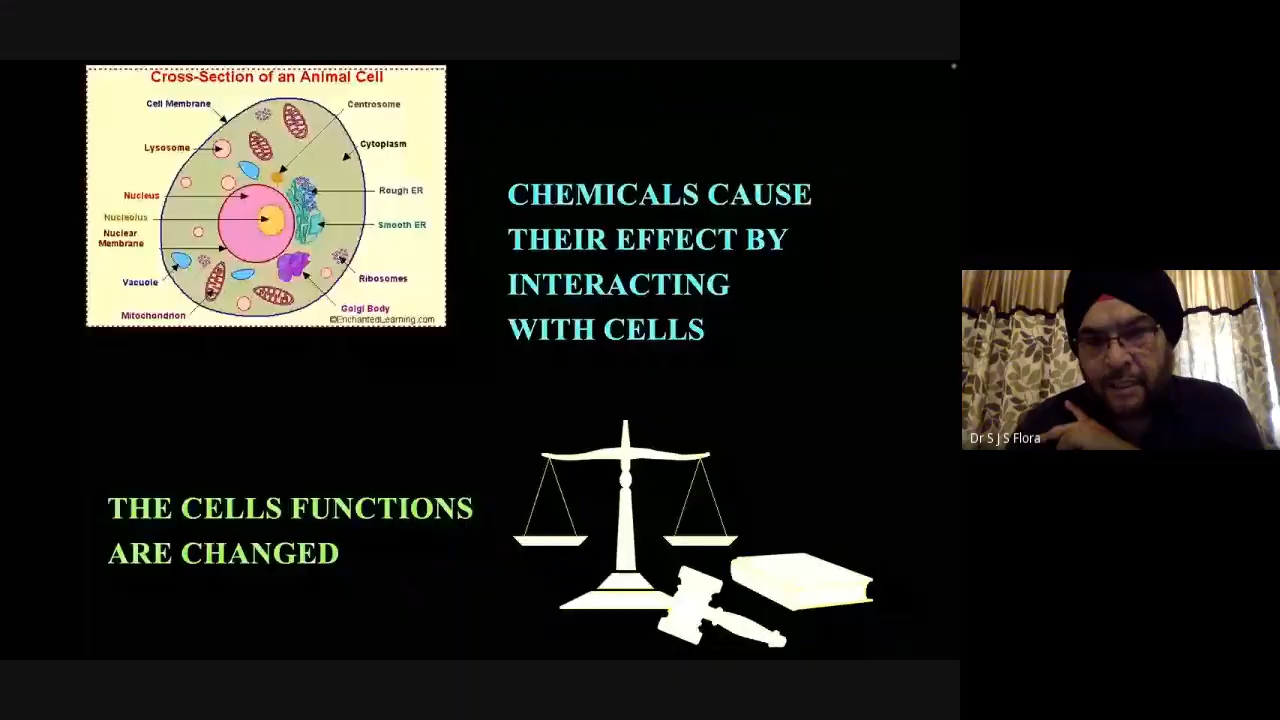 Cross-Section of an Animal Cell
Cell Membrane
Centrosome
Lysosome
Cytoplasm
Nucleus
Rough ER
Nucleolus
Smooth ER
Nuclear
Membrane
Vacuole
Ribosomes
Mitochondrion
Golgi Body
©EnchantedLearning.com
CHEMICALS CAUSE
THEIR EFFECT BY
INTERACTING
WITH CELLS
THE CELLS FUNCTIONS
ARE CHANGED
Dr S J S Flora